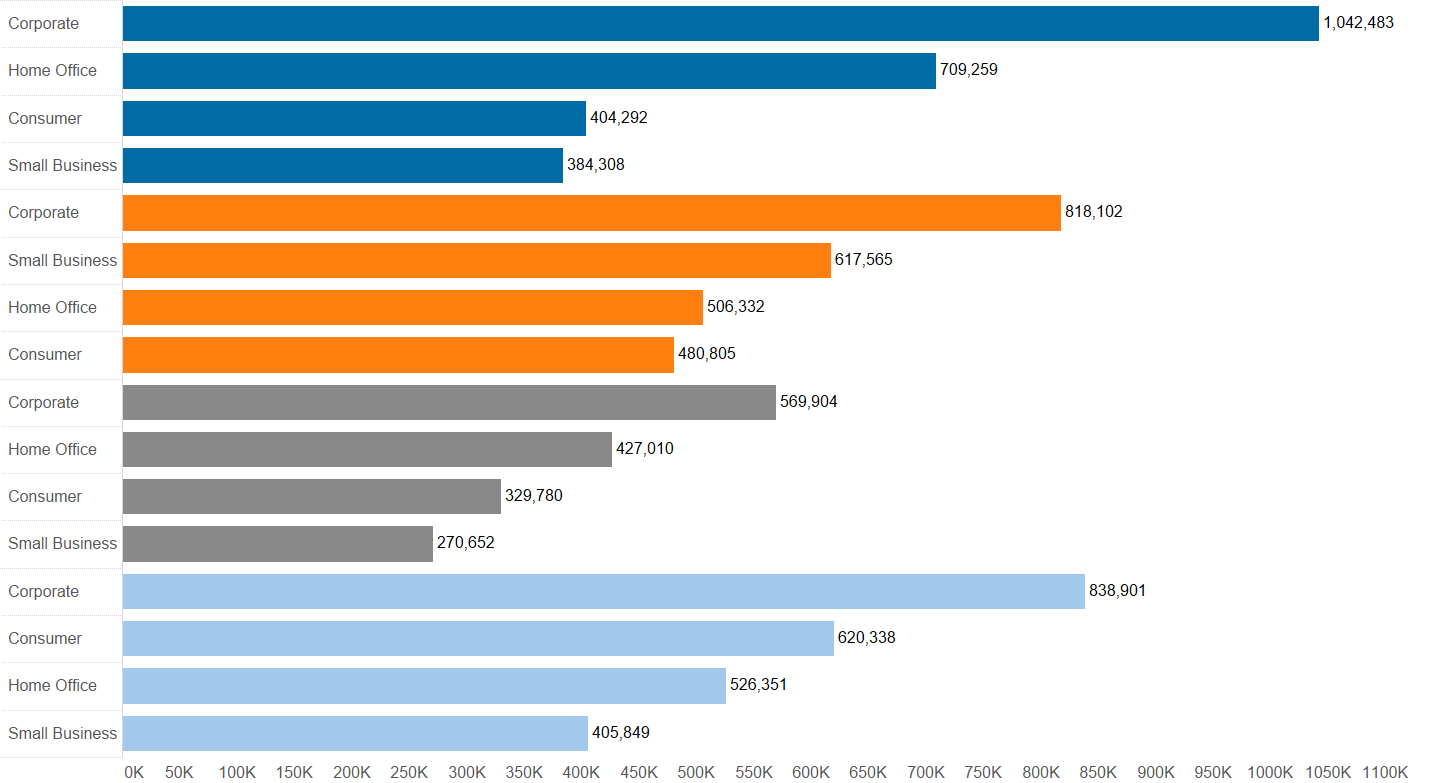 Corporate 1,042,483
Home Office 709,259
Consumer 404,292
Small Business 384,308
Corporate 818,102
Small Business 617,565
Home Office 506,332
Consumer 480,805
Corporate 569,904
Home Office 427,010
Consumer 329,780
Small Business 270,652
Corporate 838,901
Consumer 620,338
Home Office 526,351
Small Business 405,849
0K 50K 100K 150K 200K 250K 300K 350K 400K 450K 500K 550K 600K 650K 700K 750K 800K 850K 900K 950K 1000K 1050K 1100K